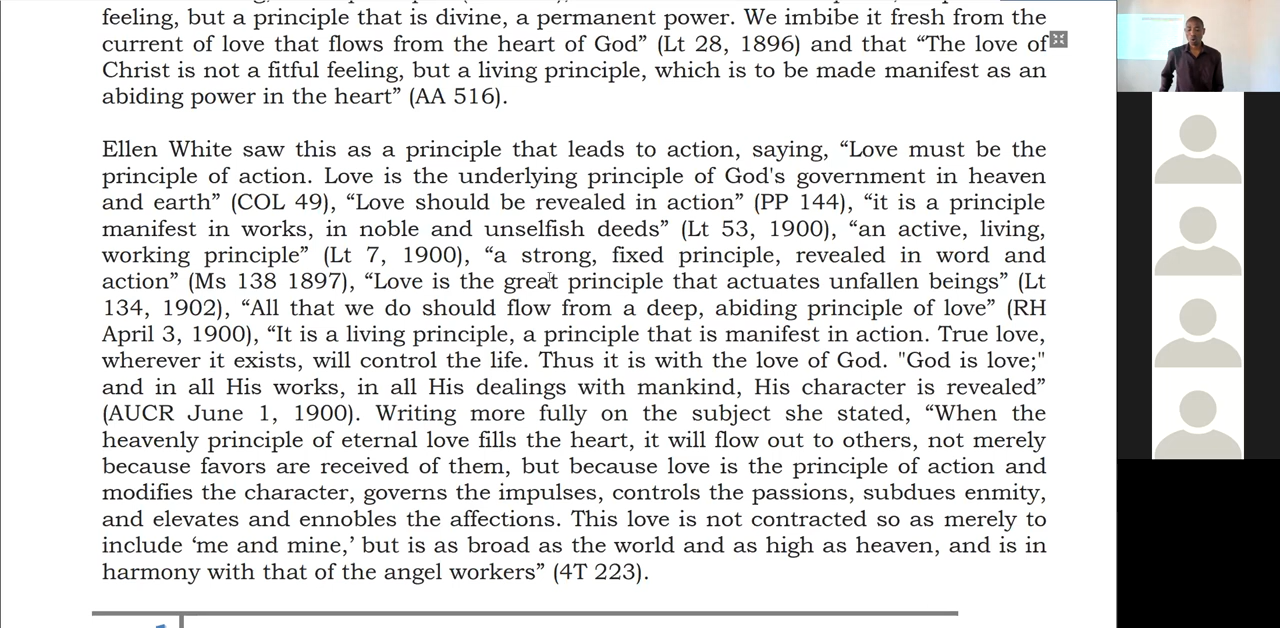 feeling, but a principle that is divine, a permanent power. We imbibe it fresh from the
current of love that flows from the heart of God” (Lt 28, 1896) and that “The love of
Christ is not a fitful feeling, but a living principle, which is to be made manifest as an
abiding power in the heart” (AA 516).
Ellen White saw this as a principle that leads to action, saying, “Love must be the
principle of action. Love is the underlying principle of God's government in heaven
and earth” (COL 49), “Love should be revealed in action” (PP 144), “it is a principle
manifest in works, in noble and unselfish deeds” (Lt 53, 1900), “an active, living,
working principle” (Lt 7, 1900), “a strong, fixed principle, revealed in word and
action” (Ms 138 1897), “Love is the great principle that actuates unfallen beings” (Lt
134, 1902), “All that we do should flow from a deep, abiding principle of love” (RH
April 3, 1900), “It is a living principle, a principle that is manifest in action. True love,
wherever it exists, will control the life. Thus it is with the love of God. "God is love;"
and in all His works, in all His dealings with mankind, His character is revealed”
(AUCR June 1, 1900). Writing more fully on the subject she stated, “When the
heavenly principle of eternal love fills the heart, it will flow out to others, not merely
because favors are received of them, but because love is the principle of action and
modifies the character, governs the impulses, controls the passions, subdues enmity,
and elevates and ennobles the affections. This love is not contracted so as merely to
include ‘me and mine,’ but is as broad as the world and as high as heaven, and is in
harmony with that of the angel workers” (4T 223).